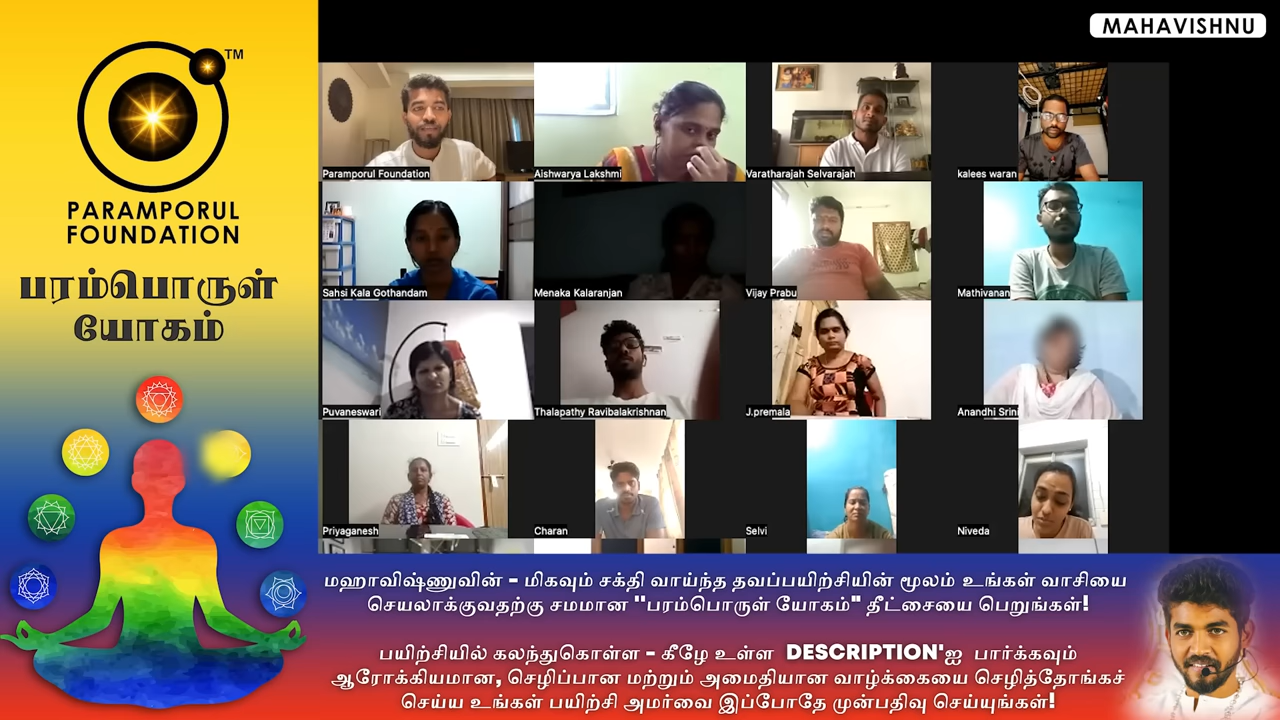 MAHAVISHNU
TM
PARAMPORUL
FOUNDATION
பரம்பொருள்
யோகம்
Paramporul Foundation
Aishwarya Lakshmi
Varatharajah Selvarajah
kalees waran
Sahsi Kala Gothandam
Menaka Kalaranjan
Vijay Prabu
Mathivanan
Puvaneswari
Thalapathy Ravibalakrishnan
J.premala
Anandhi Srini
Priyaganesh
Charan
Selvi
Niveda
மஹாவிஷ்ணுவின் - மிகவும் சக்தி வாய்ந்த தவப்பயிற்சியின் மூலம் உங்கள் வாசியை
செயலாக்குவதற்கு சமமான "பரம்பொருள் யோகம்" தீட்சையை பெறுங்கள்!
பயிற்சியில் கலந்துகொள்ள - கீழே உள்ள DESCRIPTION'ஐ பார்க்கவும்
ஆரோக்கியமான, செழிப்பான மற்றும் அமைதியான வாழ்க்கையை செழித்தோங்கச்
செய்ய உங்கள் பயிற்சி அமர்வை இப்போதே முன்பதிவு செய்யுங்கள்!